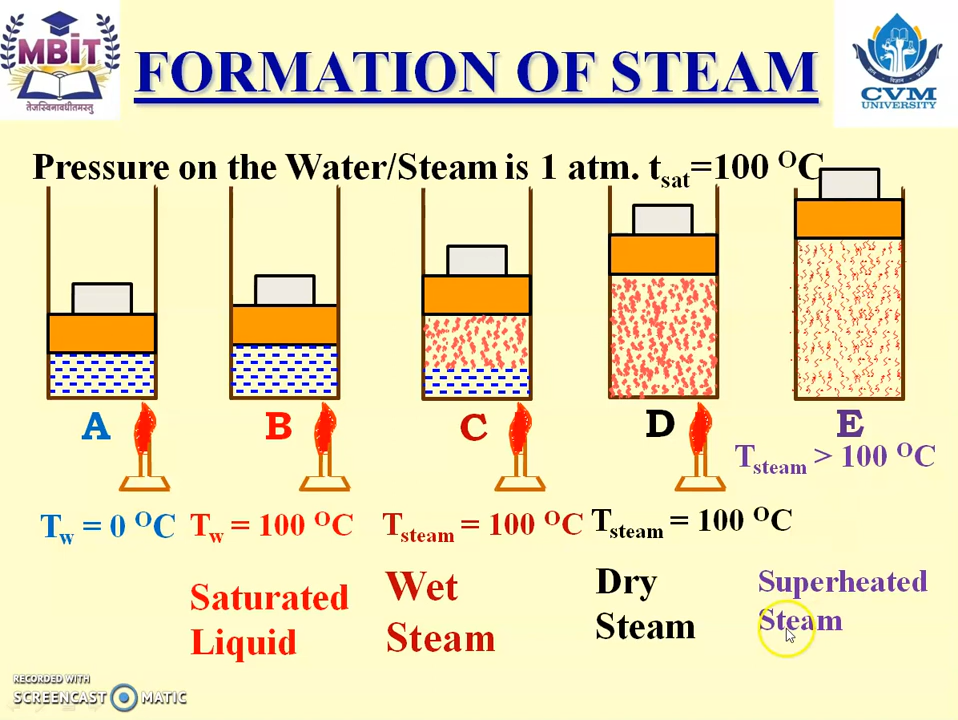 MBIT
तेजस्विनावधीतमस्तु
FORMATION OF STEAM
CVM
UNIVERSITY
Pressure on the Water/Steam is 1 atm. tsat=100 OC
A
B
C
D
E
Tsteam > 100 OC
Tw = 0 OC
Tw = 100 OC
Tsteam = 100 OC
Tsteam = 100 OC
Saturated
Liquid
Wet
Steam
Dry
Steam
Superheated
Steam
RECORDED WITH
SCREENCAST MATIC